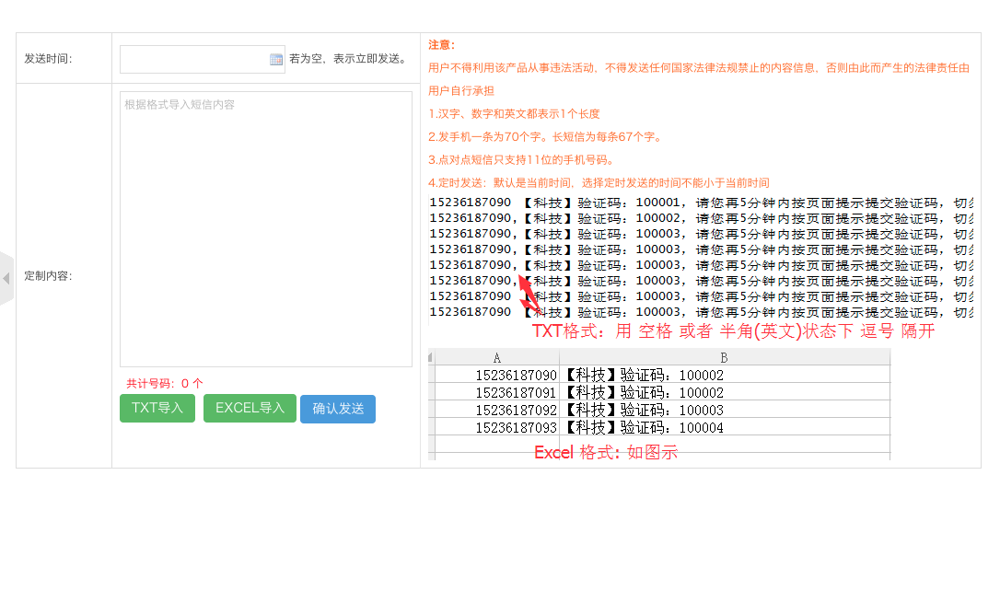 发送时间：
若为空，表示立即发送。
定制内容：
根据格式导入短信内容
共计号码：0 个
TXT导入
EXCEL导入
确认发送
注意：
用户不得利用该产品从事违法活动，不得发送任何国家法律法规禁止的内容信息，否则由此而产生的法律责任由
用户自行承担
1.汉字、数字和英文都表示1个长度
2.发手机一条为70个字。长短信为每条67个字。
3.点对点短信只支持11位的手机号码。
4.定时发送：默认是当前时间，选择定时发送的时间不能小于当前时间
15236187090 【科技】验证码：100001，请您再5分钟内按页面提示提交验证码，切
15236187090,【科技】验证码：100002，请您再5分钟内按页面提示提交验证码，切
15236187090,【科技】验证码：100003，请您再5分钟内按页面提示提交验证码，切
15236187090,【科技】验证码：100003，请您再5分钟内按页面提示提交验证码，切
15236187090,【科技】验证码：100003，请您再5分钟内按页面提示提交验证码，切
15236187090,【科技】验证码：100003，请您再5分钟内按页面提示提交验证码，切
15236187090 【科技】验证码：100003，请您再5分钟内按页面提示提交验证码，切
15236187090 【科技】验证码：100003，请您再5分钟内按页面提示提交验证码，切
TXT格式：用 空格 或者 半角(英文)状态下 逗号 隔开
A B
15236187090 【科技】验证码：100002
15236187091 【科技】验证码：100002
15236187092 【科技】验证码：100003
15236187093 【科技】验证码：100004
Excel 格式: 如图示